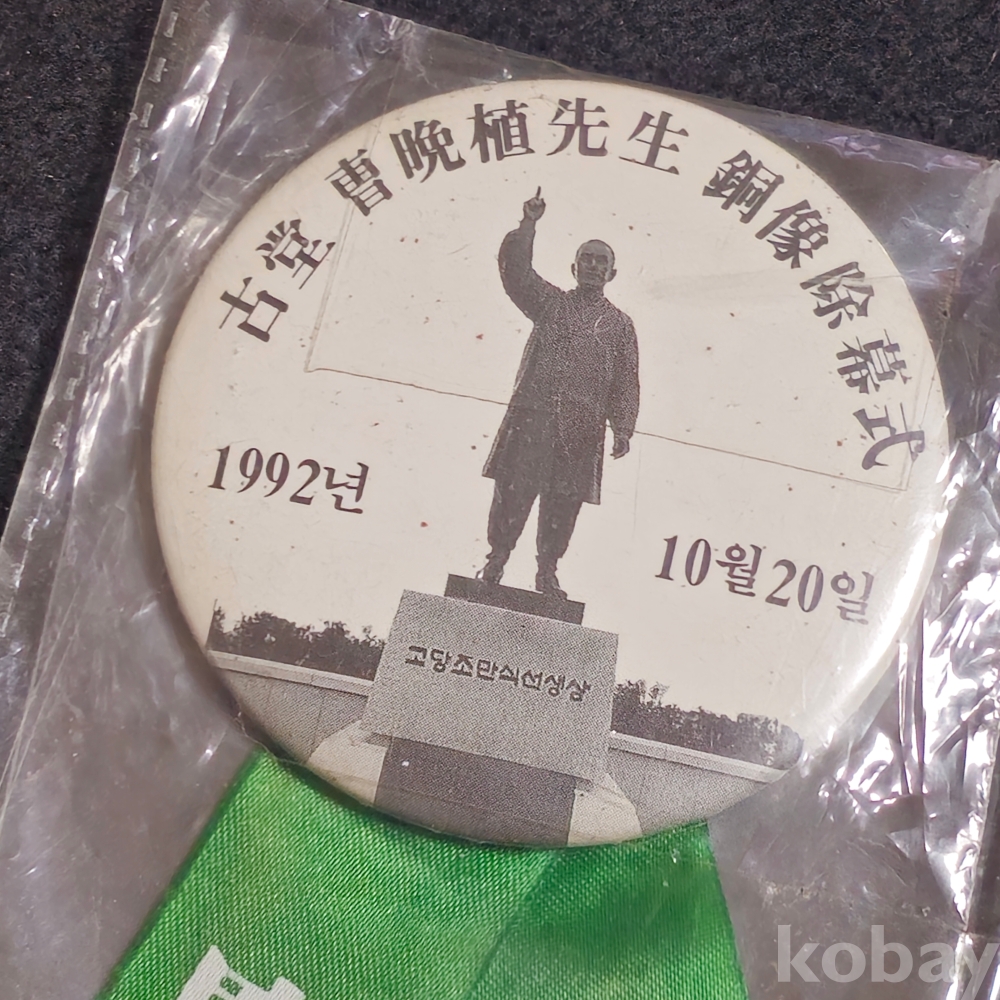 古堂 曺晩植先生 銅像除幕式
1992년
10월20일
고당조만식선생상
kobay